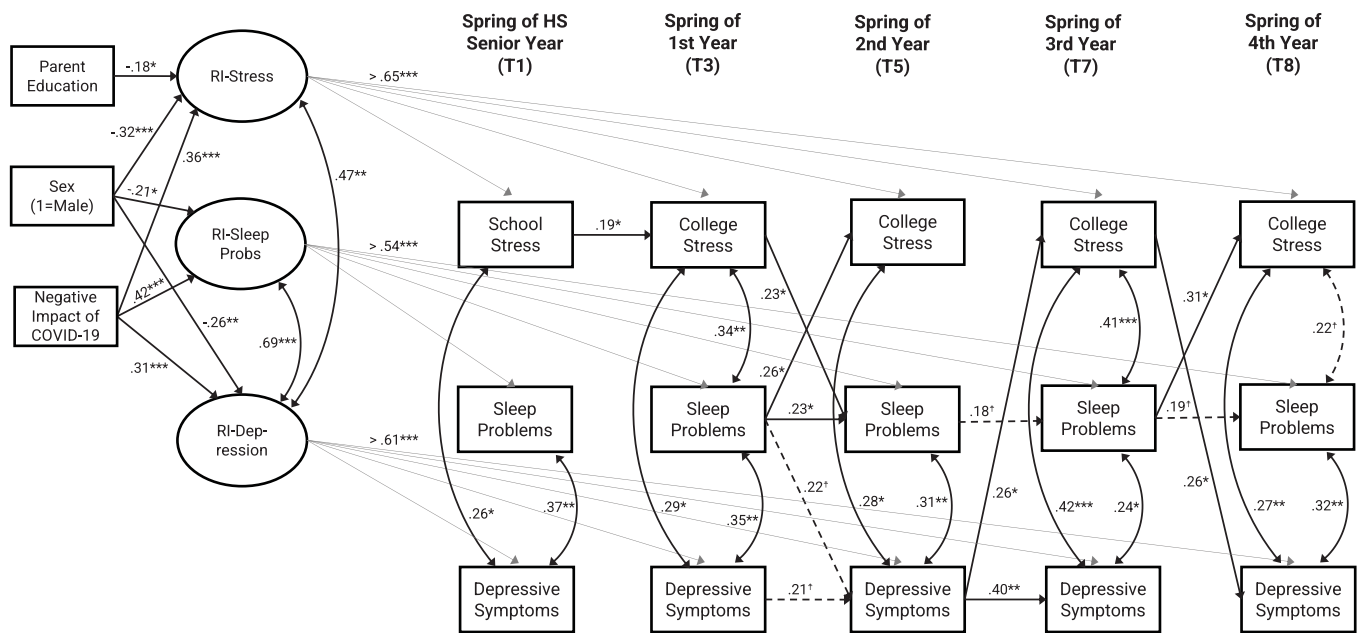 Spring of HS
Senior Year
(T1)
Spring of
1st Year
(T3)
Spring of
2nd Year
(T5)
Spring of
3rd Year
(T7)
Spring of
4th Year
(T8)
Parent
Education
-.18*
RI-Stress
> .65***
-.32***
.36***
.47**
Sex
(1=Male)
-.21*
RI-Sleep
Probs
> .54***
Negative
Impact of
COVID-19
.42***
-.26**
.69***
.31***
RI-Dep-
ression
> .61***
School
Stress
.19*
College
Stress
College
Stress
College
Stress
College
Stress
.23*
.34**
.26*
.41***
.31*
.22†
Sleep
Problems
Sleep
Problems
.23*
Sleep
Problems
.18†
Sleep
Problems
.19†
Sleep
Problems
.26*
.37**
.29*
.35**
.22†
.28*
.31**
.26*
.42***
.24*
.26*
.27**
.32**
Depressive
Symptoms
Depressive
Symptoms
.21†
Depressive
Symptoms
.40**
Depressive
Symptoms
Depressive
Symptoms